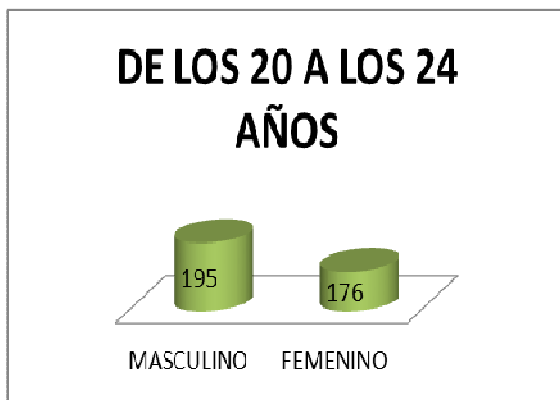 DE LOS 20 A LOS 24
AÑOS
195
176
MASCULINO FEMENINO